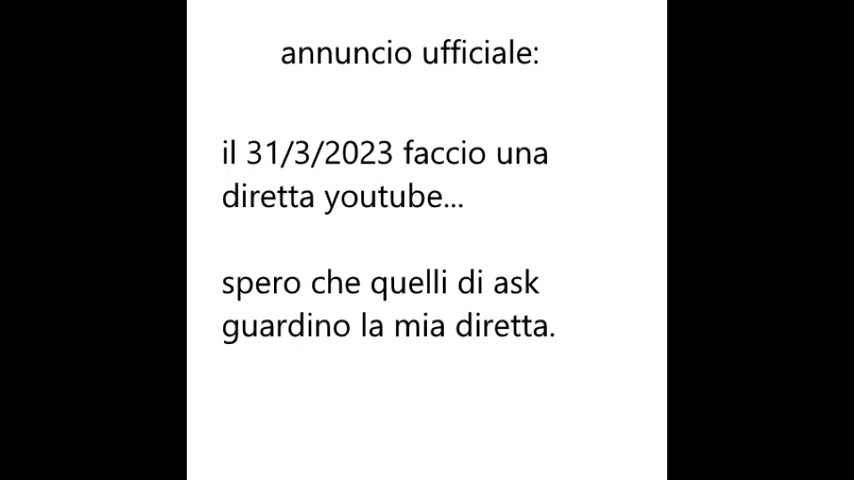 annuncio ufficiale:
il 31/3/2023 faccio una
diretta youtube...
spero che quelli di ask
guardino la mia diretta.